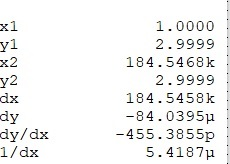 x1 1.0000
y1 2.9999
x2 184.5468k
y2 2.9999
dx 184.5458k
dy -84.0395µ
dy/dx -455.3855p
1/dx 5.4187µ